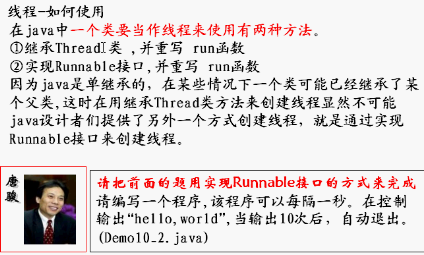 线程—如何使用
在java中一个类要当作线程来使用有两种方法。
①继承Thread类,并重写 run函数
②实现Runnable接口,并重写 run函数
因为java是单继承的,在某些情况下一个类可能已经继承了某
个父类,这时在用继承Thread类方法来创建线程显然不可能
java设计者们提供了另外一个方式创建线程，就是通过实现
Runnable接口来创建线程。
唐骏
请把前面的题用实现Runnable接口的方式来完成
请编写一个程序,该程序可以每隔一秒。在控制
输出“hello,world”,当输出10次后，自动退出。
(Demo10_2.java)